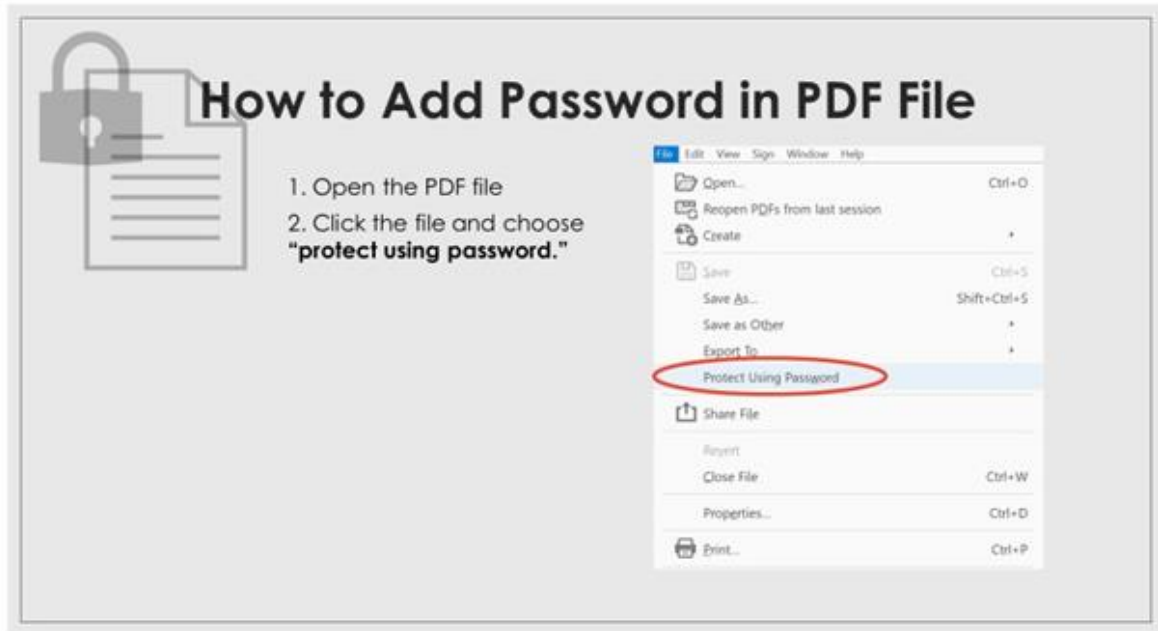 How to Add Password in PDF File
1. Open the PDF file
2. Click the file and choose
“protect using password.”
File Edit View Sign Window Help
Open... Ctrl+O
Reopen PDFs from last session
Create
Save Ctrl+S
Save As... Shift+Ctrl+S
Save as Other
Export To
Protect Using Password
Share File
Revert
Close File Ctrl+W
Properties... Ctrl+D
Print... Ctrl+P